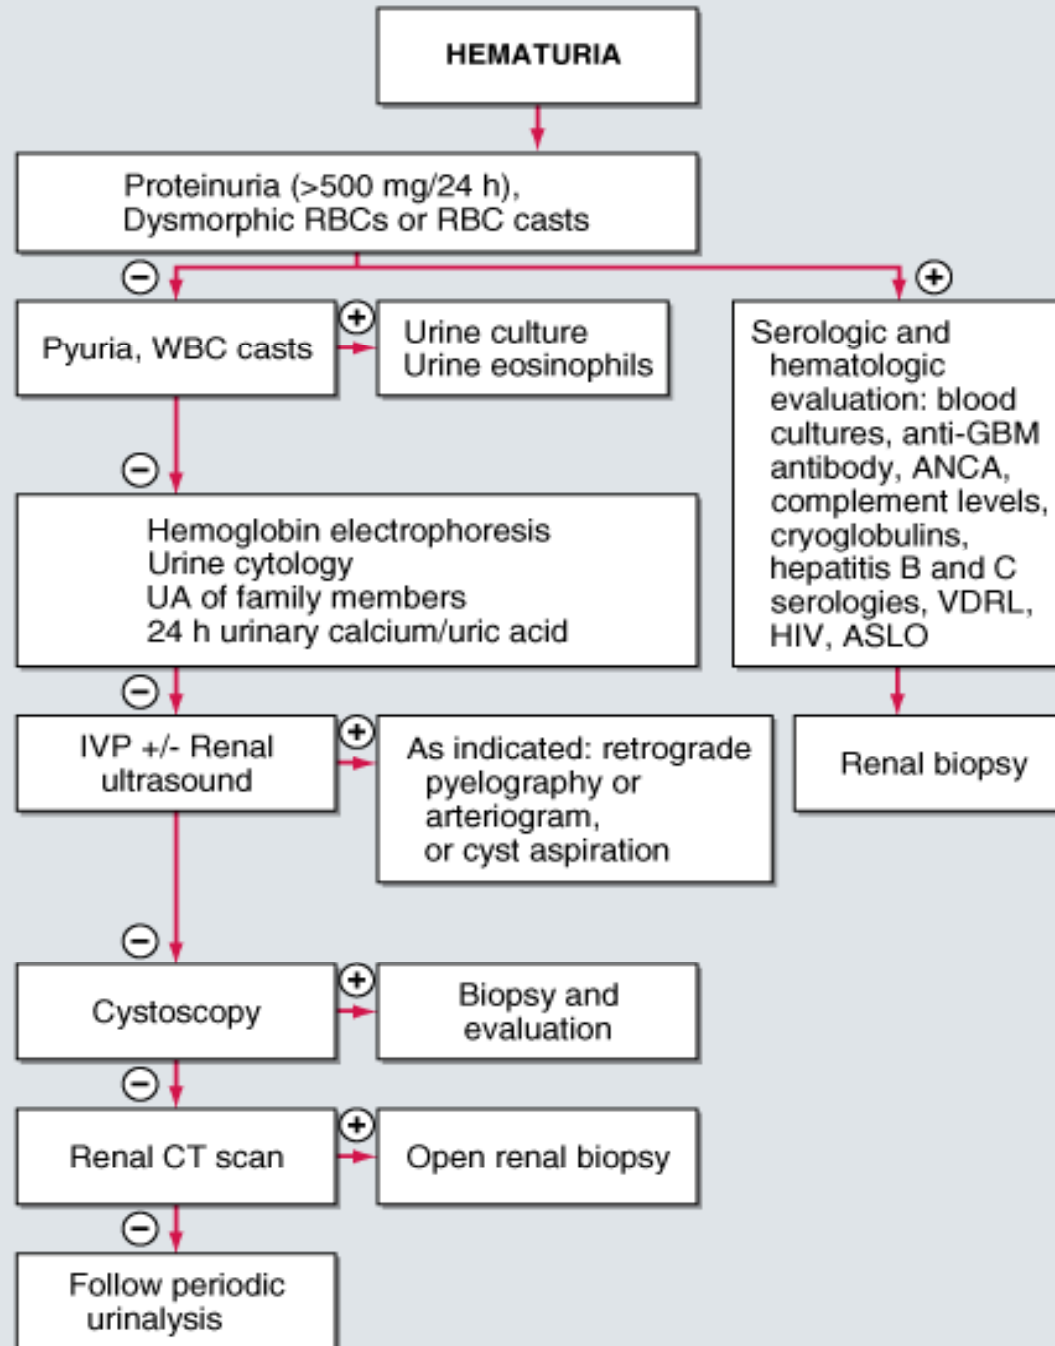 HEMATURIA
Proteinuria (>500 mg/24 h),
Dysmorphic RBCs or RBC casts
−
+
Pyuria, WBC casts
+
Urine culture
Urine eosinophils
Serologic and
hematologic
evaluation: blood
cultures, anti-GBM
antibody, ANCA,
complement levels,
cryoglobulins,
hepatitis B and C
serologies, VDRL,
HIV, ASLO
−
Hemoglobin electrophoresis
Urine cytology
UA of family members
24 h urinary calcium/uric acid
−
IVP +/- Renal
ultrasound
+
As indicated: retrograde
pyelography or
arteriogram,
or cyst aspiration
Renal biopsy
−
Cystoscopy
+
Biopsy and
evaluation
−
Renal CT scan
+
Open renal biopsy
−
Follow periodic
urinalysis